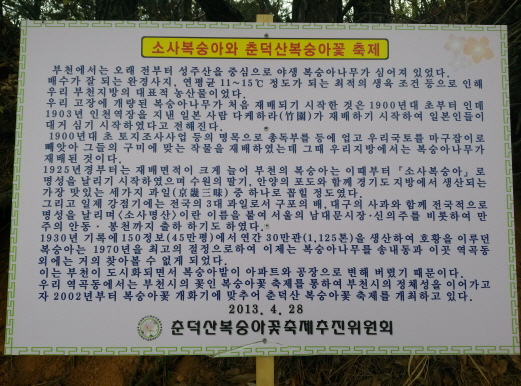 소사복숭아와 춘덕산복숭아꽃 축제
부천에서는 오래 전부터 성주산을 중심으로 야생 복숭아나무가 심어져 있었다.
배수가 잘 되는 완경사지, 연평균 11~15℃ 정도가 되는 최적의 생육 조건 등으로 인해
우리 부천지방의 대표적 농산물이었다.
우리 고장에 개량된 복숭아나무가 처음 재배되기 시작한 것은 1900년대 초부터 인데
1903년 인천역장을 지낸 일본사람 다케하라(竹園)가 재배하기 시작하여 일본인들이
대거 심기 시작하였다고 전해진다.
1900년대 초 토지조사사업 등의 명목으로 총독부를 등에 업고 우리국토를 마구잡이로
빼앗아 그들의 구미에 맞는 작물을 재배하였는데 그때 우리지방에서는 복숭아나무가
재배된 것이다.
1925년경부터는 재배면적이 크게 늘어 부천의 복숭아는 이때부터 「소사복숭아」로
명성을 날리기 시작하였으며 수원의 딸기, 안양의 포도와 함께 경기도 지방에서 생산되는
가장 맛있는 세가지 과일(京畿三味) 중 하나로 꼽힐 정도였다.
그리고 일제 강점기에는 전국의 3대 과일로서 구포의 배, 대구의 사과와 함께 전국적으로
명성을 날리며 <소사명산>이란 이름을 붙여 서울의 남대문시장·신의주를 비롯하여 만
주의 안동·봉천까지 출하 하기도 하였다.
1930년 기록에 150정보(45만평)에서 연간 30만관(1,125톤)을 생산하여 호황을 이루던
복숭아는 1970년을 최고의 절정으로하여 이제는 복숭아나무를 송내동과 이곳 역곡동
외에는 거의 찾아볼 수 없게 되었다.
이는 부천이 도시화되면서 복숭아밭이 아파트와 공장으로 변해 버렸기 때문이다.
우리 역곡동에서는 부천시의 꽃인 복숭아꽃 축제를 통하여 부천시의 정체성을 이어가고
자 2002년부터 복숭아꽃 개화기에 맞추어 춘덕산 복숭아꽃 축제를 개최하고 있다.
2013. 4. 28
춘덕산복숭아꽃축제추진위원회